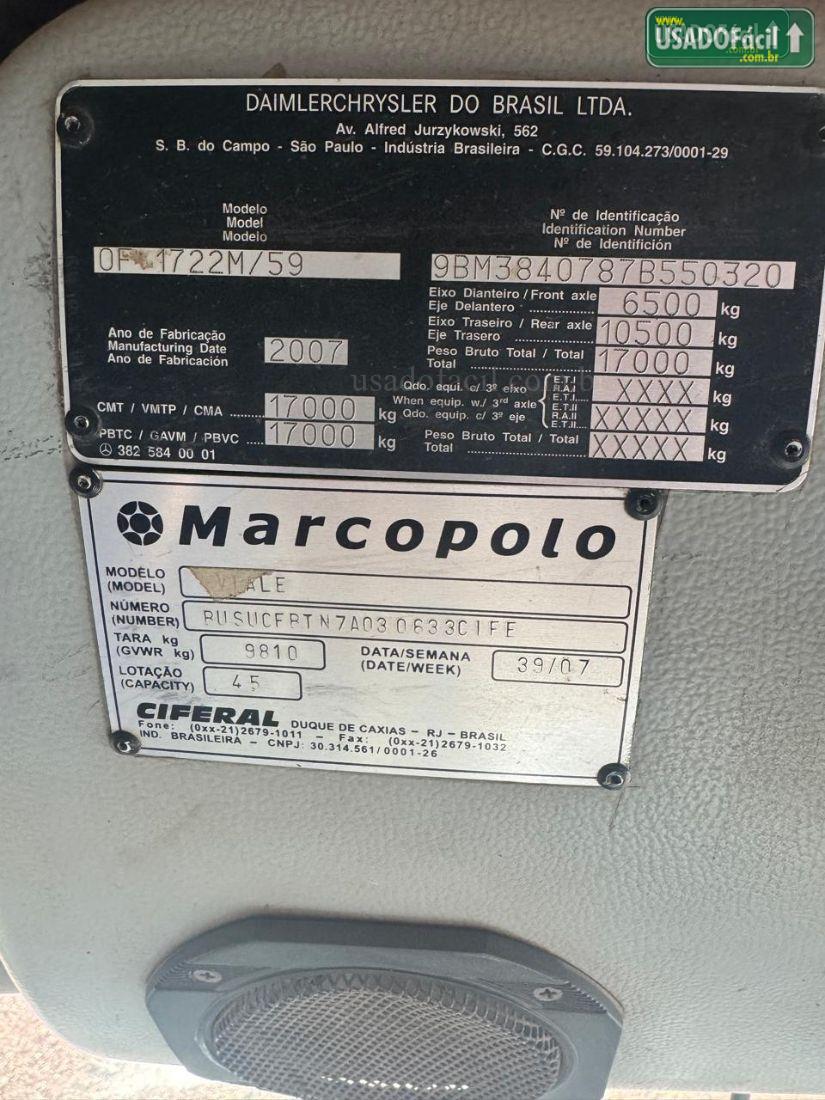 www.
USADOFácil
.com.br
DAIMLERCHRYSLER DO BRASIL LTDA.
Av. Alfred Jurzykowski, 562
S. B. do Campo - São Paulo - Indústria Brasileira - C.G.C. 59.104.273/0001-29
Modelo
Model
Modelo
OF 1722M/59
Nº de Identificação
Identification Number
Nº de Identifición
9BM3840787B550320
Eixo Dianteiro/Front axle
Eje Delantero 6500 kg
Eixo Traseiro / Rear axle
Eje Trasero 10500 kg
Peso Bruto Total / Total
Total 17000 kg
Ano de Fabricação
Manufacturing Date
Ano de Fabricación
2007
usadofacil.com.br
Qdo. equi. c/ 3º eixo
When equip. w./ 3rd axle
Qdo. equip. c/ 3º eje
E.T.I
R.A.I
E.T.I XXXX kg
E.T.II
R.A.II
E.T.II XXXXX kg
Peso Bruto Total / Total
Total XXXXX kg
CMT / VMTP / CMA 17000 kg
PBTC / GAVM / PBVC 17000 kg
382 584 00 01
Marcopolo
MODELO
(MODEL)
VIALE
NÚMERO
(NUMBER)
BUSUCFBTN7A030633CIFE
TARA kg
(GVWR kg)
9810
DATA/SEMANA
(DATE/WEEK)
39/07
LOTAÇÃO
(CAPACITY)
45
CIFERAL DUQUE DE CAXIAS - RJ - BRASIL
Fone: (0xx-21)2679-1011 - Fax: (0xx-21)2679-1032
IND. BRASILEIRA - CNPJ: 30.314.561/0001-26